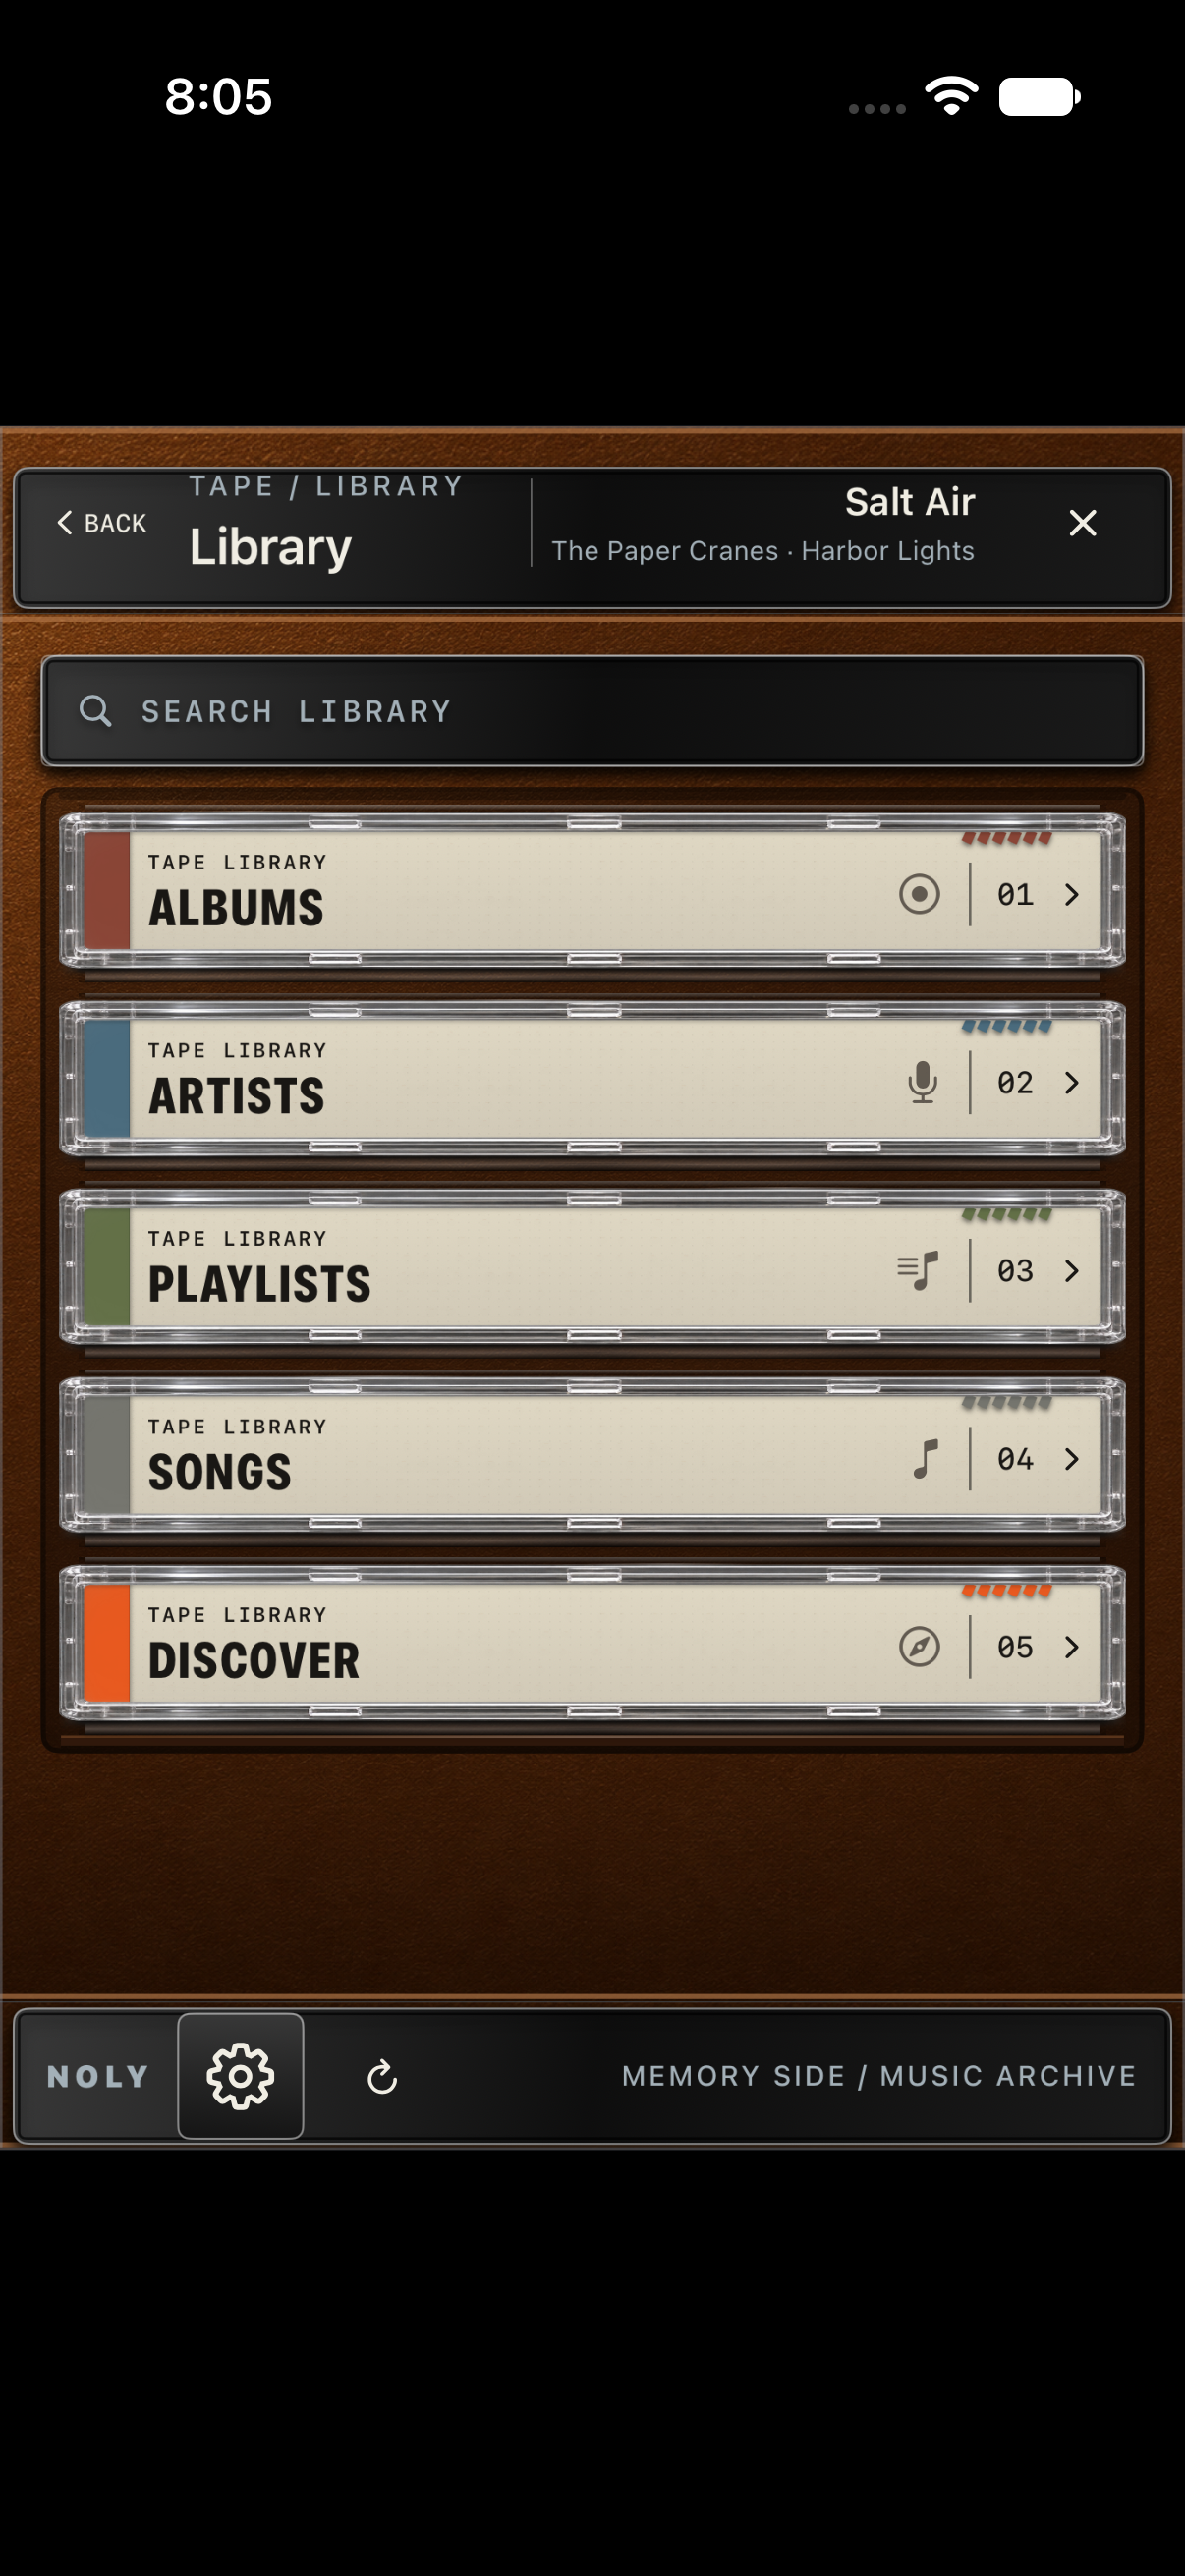 8:05
TAPE / LIBRARY
BACK
Library
Salt Air
The Paper Cranes · Harbor Lights
SEARCH LIBRARY
TAPE LIBRARY
ALBUMS
01
TAPE LIBRARY
ARTISTS
02
TAPE LIBRARY
PLAYLISTS
03
TAPE LIBRARY
SONGS
04
TAPE LIBRARY
DISCOVER
05
NOLY
MEMORY SIDE / MUSIC ARCHIVE